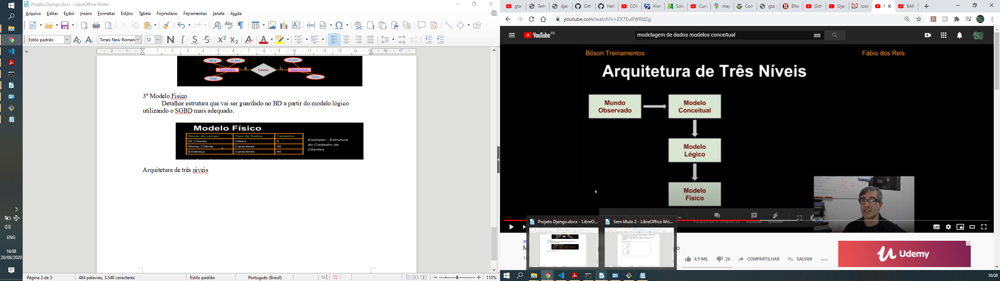 Projeto Django.docx - LibreOffice Writer
Arquivo Editar Exibir Inserir Formatar Estilos Tabela Formulário Ferramentas Janela Ajuda
Estilo padrão
Times New Roman
12
Nome
ID_Setor
ID_Setor
Funcionário
N
Trabalha
1
Departamento
Cargo
Nome
3º Modelo Fisico
Detalhar estrutura que vai ser guardado no BD a partir do modelo lógico
utilizando o SGBD mais adequado.
Modelo Físico
Nome do campo Tipo de Dados Tamanho
ID_Cliente Inteiro 4
Nome_Cliente Caracteres 30
Endereço Caracteres 40
Exemplo - Estrutura
do Cadastro de
Clientes
Arquitetura de três niveis
ENG
16:08
20/08/2020
Página 3 de 3
484 palavras, 3.548 caracteres
Estilo padrão
Português (Brasil)
110%
gta
Tem
djan
GitH
Hell
CON
Hist
Solic
Curs
map
Com
gta
BNe
GitH
Djan
José
BAR
youtube.com/watch?v=ZX7EuRWRdZg
YouTube BR
modelagem de dados modelos conceitual
Bóson Treinamentos
Fábio dos Reis
Arquitetura de Três Níveis
Mundo
Observado
Modelo
Conceitual
Modelo
Lógico
Modelo
Físico
Perguntas e respostas
Anotações
Apontador
Projeto Django.docx - LibreO...
Sem título 2 - LibreOffice Wri...
4,9 MIL
26
COMPARTILHAR
SALVAR
Udemy
16:08